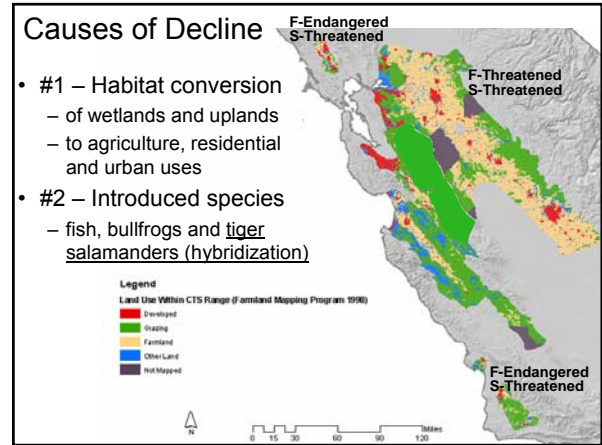 Causes of Decline
F-Endangered
S-Threatened
F-Threatened
S-Threatened
• #1 – Habitat conversion
– of wetlands and uplands
– to agriculture, residential
and urban uses
• #2 – Introduced species
– fish, bullfrogs and tiger
salamanders (hybridization)
Legend
Land Use Within CTS Range (Farmland Mapping Program 1998)
Developed
Grazing
Farmland
Other Land
Not Mapped
F-Endangered
S-Threatened
N
Miles
0 15 30 60 90 120